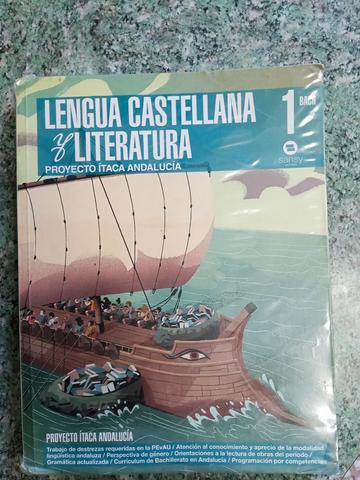 LENGUA CASTELLANA
y LITERATURA
PROYECTO ÍTACA ANDALUCÍA
1 BACH
sansy
PROYECTO ÍTACA ANDALUCÍA
Trabajo de destrezas requeridas en la PEvAU / Atención al conocimiento y aprecio de la modalidad
lingüística andaluza / Perspectiva de género / Orientaciones a la lectura de obras del periodo /
Gramática actualizada / Currículum de Bachillerato en Andalucía / Programación por competencias